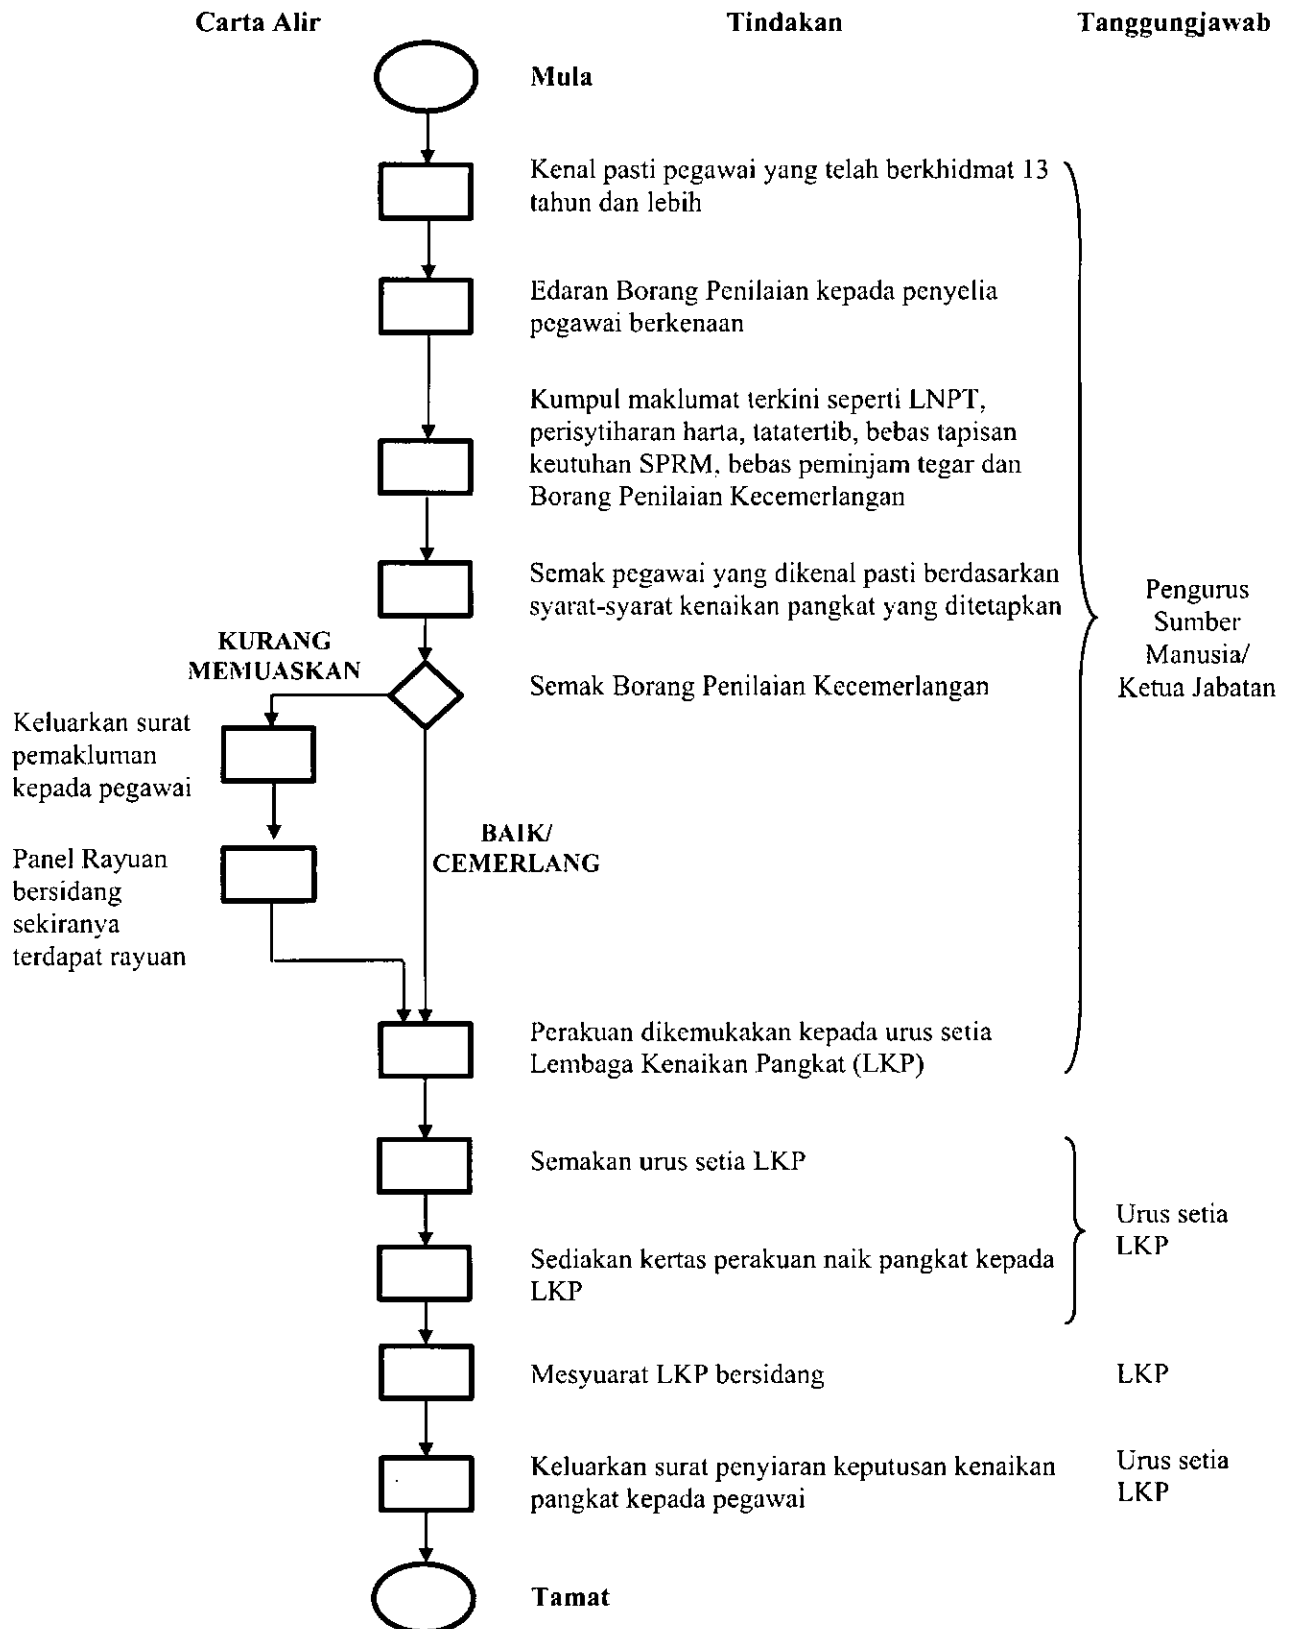 Carta Alir
Tindakan
Tanggungjawab
Mula
Kenal pasti pegawai yang telah berkhidmat 13
tahun dan lebih
Edaran Borang Penilaian kepada penyelia
pegawai berkenaan
Kumpul maklumat terkini seperti LNPT,
perisytiharan harta, tatatertib, bebas tapisan
keutuhan SPRM, bebas peminjam tegar dan
Borang Penilaian Kecemerlangan
Semak pegawai yang dikenal pasti berdasarkan
syarat-syarat kenaikan pangkat yang ditetapkan
Pengurus
Sumber
Manusia/
Ketua Jabatan
KURANG
MEMUASKAN
Semak Borang Penilaian Kecemerlangan
Keluarkan surat
pemakluman
kepada pegawai
BAIK/
CEMERLANG
Panel Rayuan
bersidang
sekiranya
terdapat rayuan
Perakuan dikemukakan kepada urus setia
Lembaga Kenaikan Pangkat (LKP)
Semakan urus setia LKP
Urus setia
LKP
Sediakan kertas perakuan naik pangkat kepada
LKP
Mesyuarat LKP bersidang
LKP
Keluarkan surat penyiaran keputusan kenaikan
pangkat kepada pegawai
Urus setia
LKP
Tamat